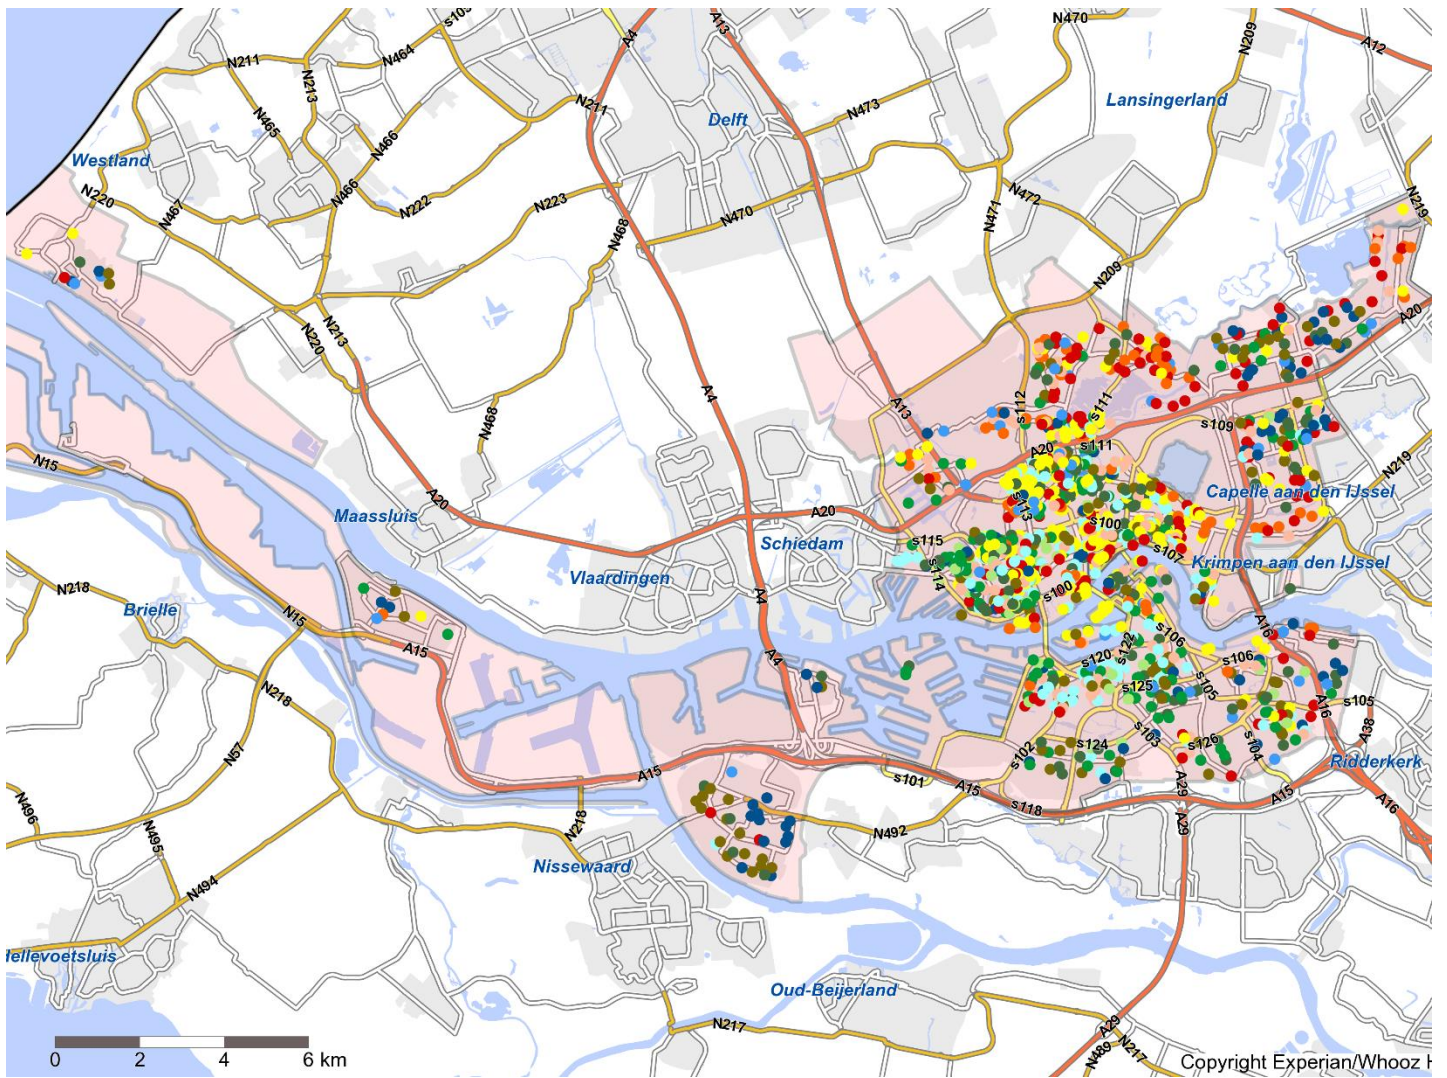 N470
A12
N209
s105
A4
A13
N464
N211
N213
N465
N466
N211
Delft
N473
Lansingerland
Westland
N220
N467
N466
N222
N223
N468
N470
N471
N472
N219
N209
N213
N220
N468
A4
A13
A20
s112
s111
s111
s109
A20
N219
Capelle aan den IJssel
N15
A20
Maassluis
A20
Schiedam
Vlaardingen
s115
s114
s113
s100
s107
s100
Krimpen aan den IJssel
N218
Brielle
N15
A15
A4
A4
s106
s122
s120
s106
A16
s125
s105
s105
A16
A38
N218
N57
s102
s124
s103
s126
s104
Ridderkerk
A15
s101
A15
s118
A29
A15
A16
N496
N495
N218
N492
A29
Nissewaard
N494
Hellevoetsluis
Oud-Beijerland
N217
A29
N489
N217
0 2 4 6 km
Copyright Experian/Whooz H